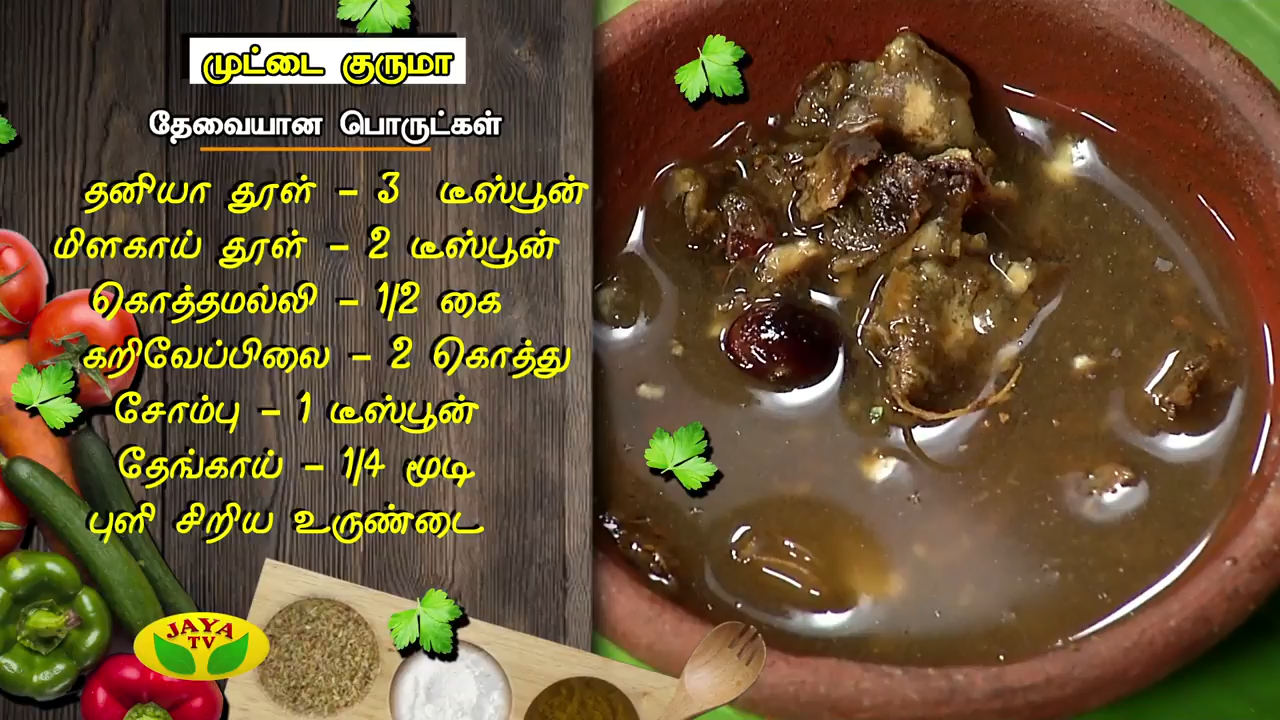 முட்டை குருமா
தேவையான பொருட்கள்
தனியா தூள் – 3 டீஸ்பூன்
மிளகாய் தூள் – 2 டீஸ்பூன்
கொத்தமல்லி – 1/2 கை
கறிவேப்பிலை – 2 கொத்து
சோம்பு – 1 டீஸ்பூன்
தேங்காய் – 1/4 மூடி
புளி சிறிய உருண்டை
JAYA
TV